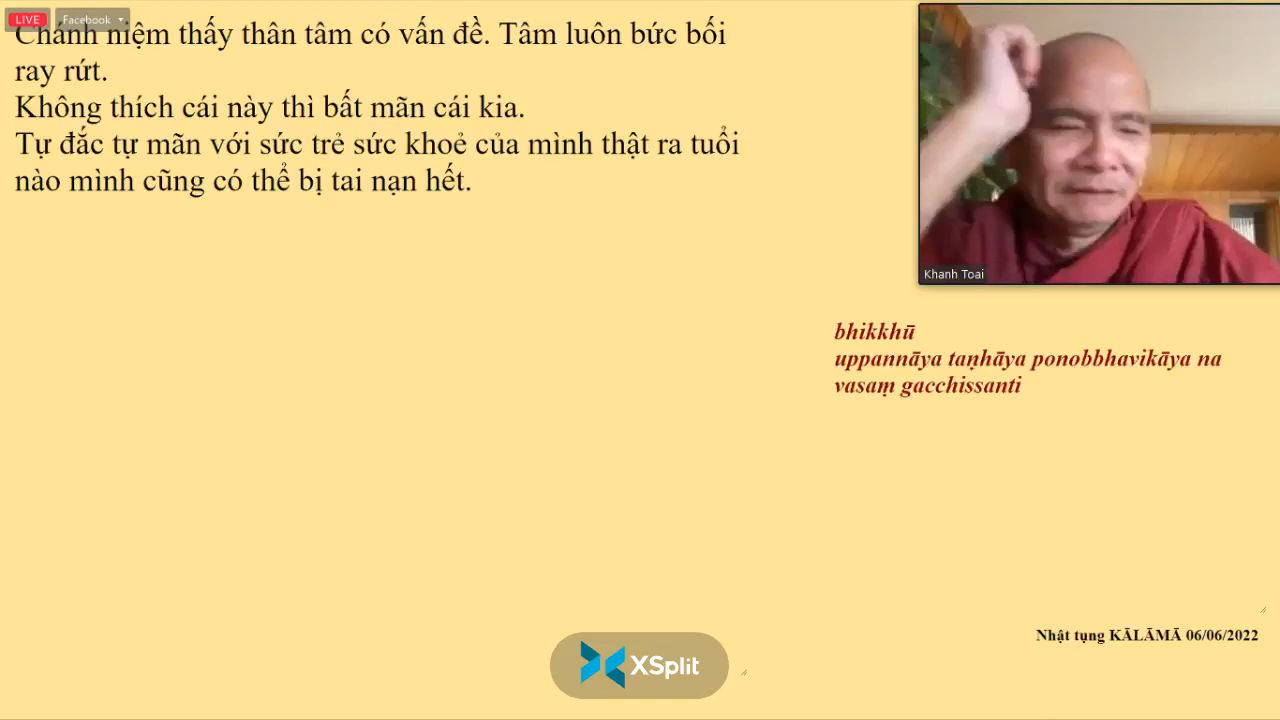 LIVE Facebook
Chánh niệm thấy thân tâm có vấn đề. Tâm luôn bức bối
ray rứt.
Không thích cái này thì bất mãn cái kia.
Tự đắc tự mãn với sức trẻ sức khoẻ của mình thật ra tuổi
nào mình cũng có thể bị tai nạn hết.
Khanh Toai
bhikkhū
uppannāya taṇhāya ponobbhavikāya na
vasaṃ gacchissanti
Nhật tụng KĀLĀMĀ 06/06/2022
XSplit